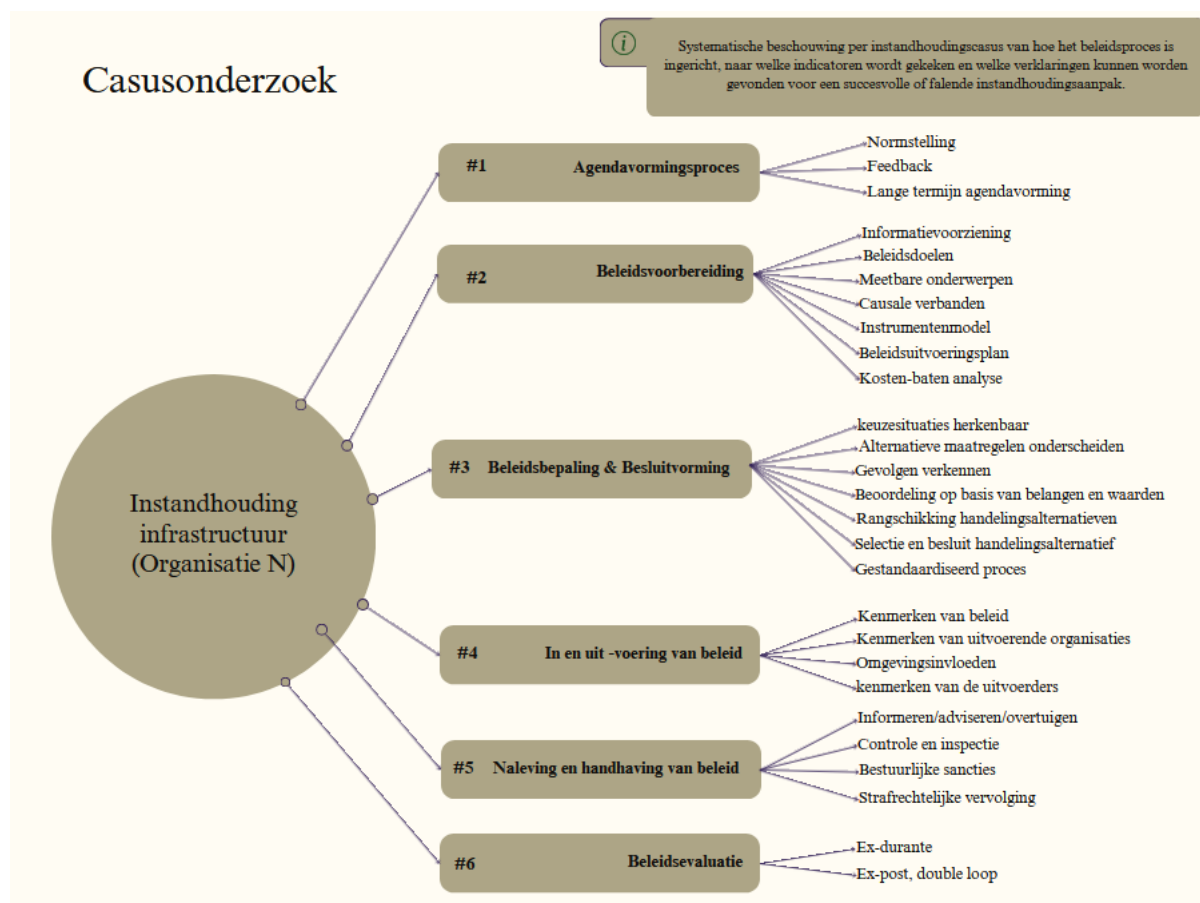 Casusonderzoek
i
Systematische beschouwing per instandhoudingscasus van hoe het beleidsproces is
ingericht, naar welke indicatoren wordt gekeken en welke verklaringen kunnen worden
gevonden voor een succesvolle of falende instandhoudingsaanpak.
Instandhouding
infrastructuur
(Organisatie N)
#1 Agendavormingsproces
Normstelling
Feedback
Lange termijn agendavorming
#2 Beleidsvoorbereiding
Informatievoorziening
Beleidsdoelen
Meetbare onderwerpen
Causale verbanden
Instrumentenmodel
Beleidsuitvoeringsplan
Kosten-baten analyse
#3 Beleidsbepaling & Besluitvorming
keuzesituaties herkenbaar
Alternatieve maatregelen onderscheiden
Gevolgen verkennen
Beoordeling op basis van belangen en waarden
Rangschikking handelingsalternatieven
Selectie en besluit handelingsalternatief
Gestandaardiseerd proces
#4 In en uit -voering van beleid
Kenmerken van beleid
Kenmerken van uitvoerende organisaties
Omgevingsinvloeden
kenmerken van de uitvoerders
#5 Naleving en handhaving van beleid
Informeren/adviseren/overtuigen
Controle en inspectie
Bestuurlijke sancties
Strafrechtelijke vervolging
#6 Beleidsevaluatie
Ex-durante
Ex-post, double loop